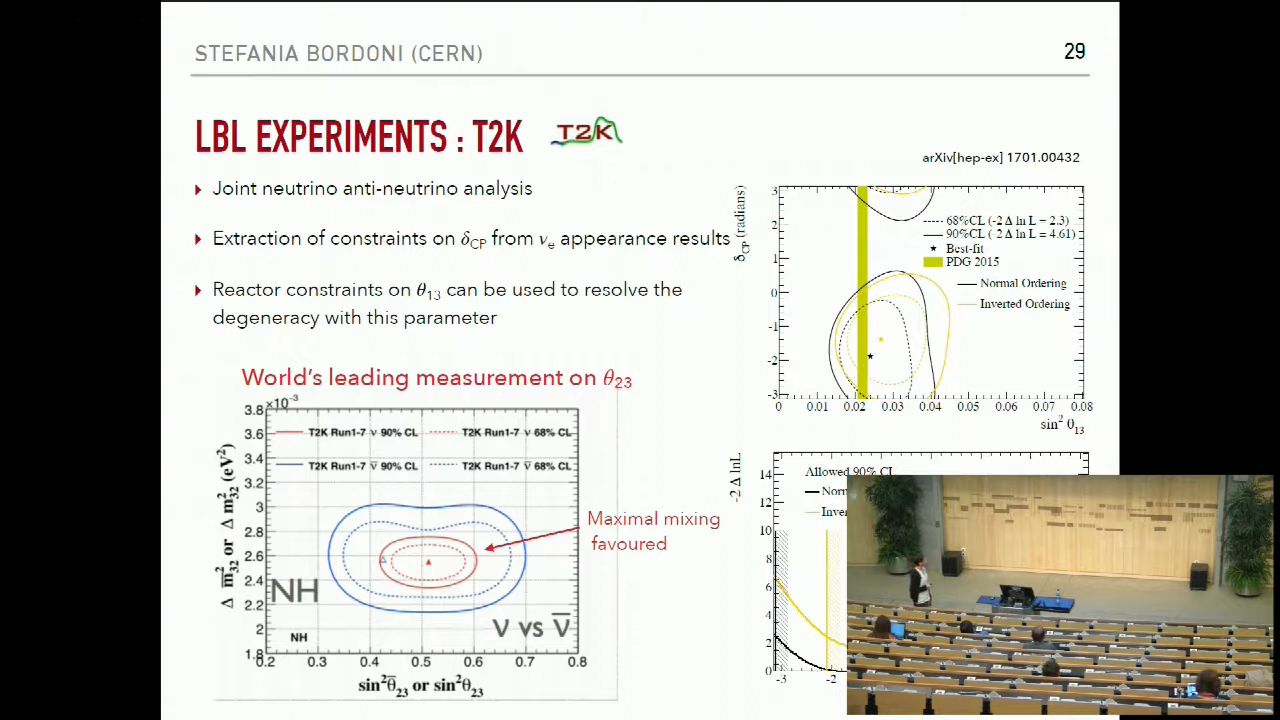 STEFANIA BORDONI (CERN)
29
LBL EXPERIMENTS : T2K
T2K
arXiv[hep-ex] 1701.00432
Joint neutrino anti-neutrino analysis
Extraction of constraints on δCP from νe appearance results
Reactor constraints on θ13 can be used to resolve the
degeneracy with this parameter
δCP (radians)
3
2
1
0
-1
-2
-3
68%CL (-2 Δ ln L = 2.3)
90%CL (-2 Δ ln L = 4.61)
Best-fit
PDG 2015
Normal Ordering
Inverted Ordering
0 0.01 0.02 0.03 0.04 0.05 0.06 0.07 0.08
sin² θ13
World's leading measurement on θ23
×10⁻³
Δ m̅²32 or Δ m²32 (eV²)
3.8
3.6
3.4
3.2
3
2.8
2.6
2.4
2.2
2
1.8
T2K Run1-7 ν 90% CL
T2K Run1-7 ν 68% CL
T2K Run1-7 ν̅ 90% CL
T2K Run1-7 ν̅ 68% CL
Maximal mixing
favoured
NH
ν vs ν̅
NH
0.2 0.3 0.4 0.5 0.6 0.7 0.8
sin²θ̅23 or sin²θ23
-2 Δ lnL
14
12
10
8
6
4
2
0
Allowed 90% CL
Norm
Inver
-3 -2